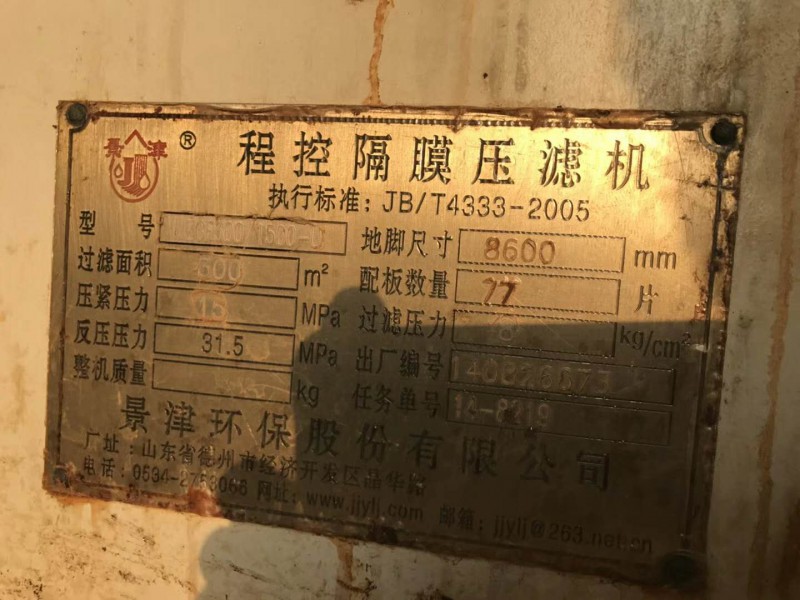 景津
®
程控隔膜压滤机
执行标准：JB/T4333-2005
型 号 地脚尺寸 8600 mm
过滤面积 600 m² 配板数量 77 片
压紧压力 15 MPa 过滤压力 kg/cm²
反压压力 31.5 MPa 出厂编号
整机质量 kg 任务单号 14-8219
景津环保股份有限公司
厂址：山东省德州市经济开发区晶华路
电话：0534-2753066 网址：www.jjylj.com 邮箱：jjylj@263.net.cn